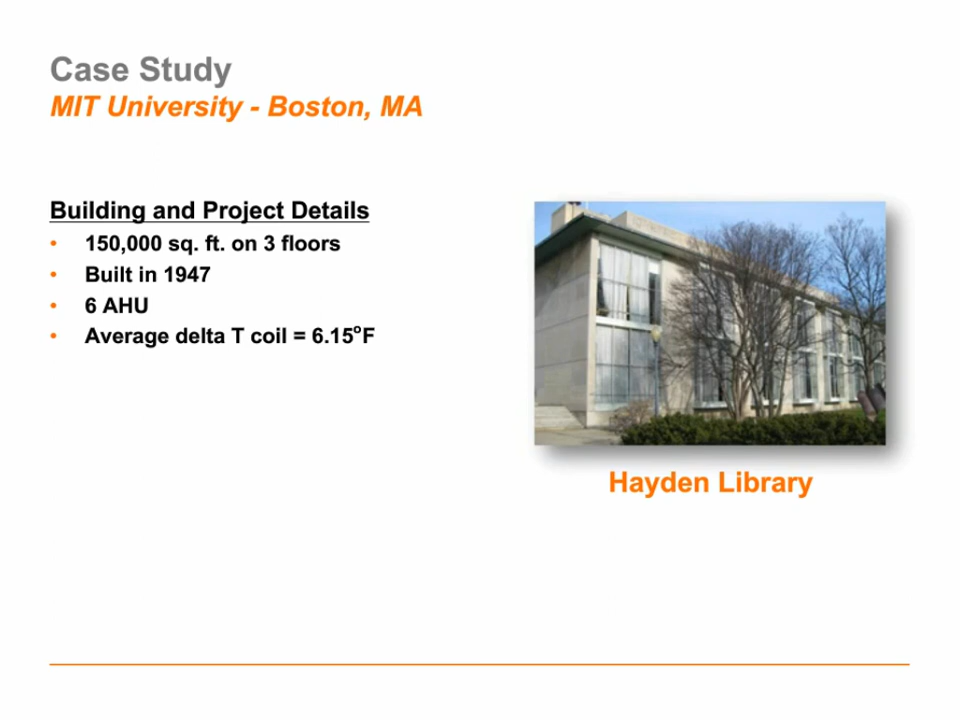 Case Study
MIT University - Boston, MA
Building and Project Details
• 150,000 sq. ft. on 3 floors
• Built in 1947
• 6 AHU
• Average delta T coil = 6.15°F
Hayden Library